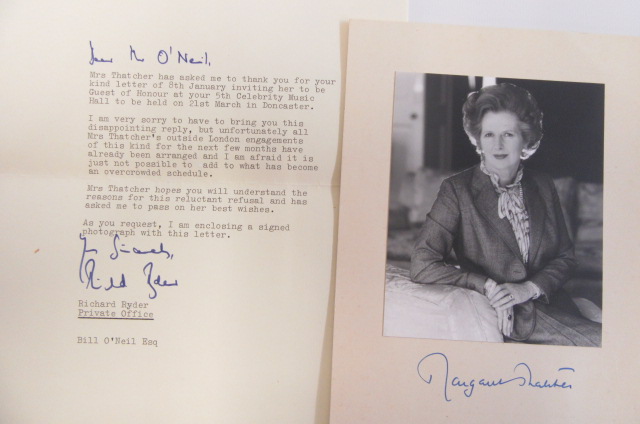 Dear Mr O'Neil,
Mrs Thatcher has asked me to thank you for your
kind letter of 8th January inviting her to be
Guest of Honour at your 5th Celebrity Music
Hall to be held on 21st March in Doncaster.
I am very sorry to have to bring you this
disappointing reply, but unfortunately all
Mrs Thatcher's outside London engagements
of this kind for the next few months have
already been arranged and I am afraid it is
just not possible to add to what has become
an overcrowded schedule.
Mrs Thatcher hopes you will understand the
reasons for this reluctant refusal and has
asked me to pass on her best wishes.
As you request, I am enclosing a signed
photograph with this letter.
Yours Sincerely,
Richard Ryder
Richard Ryder
Private Office
Bill O'Neil Esq
Margaret Thatcher